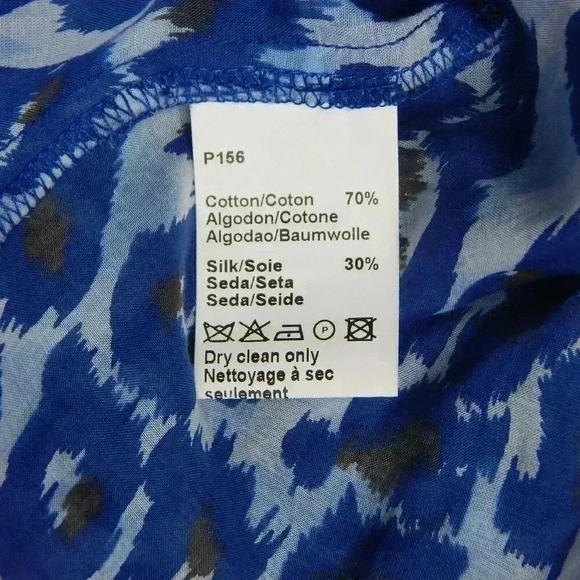 P156
Cotton/Coton 70%
Algodon/Cotone
Algodao/Baumwolle
Silk/Soie 30%
Seda/Seta
Seda/Seide
P
Dry clean only
Nettoyage à sec
seulement